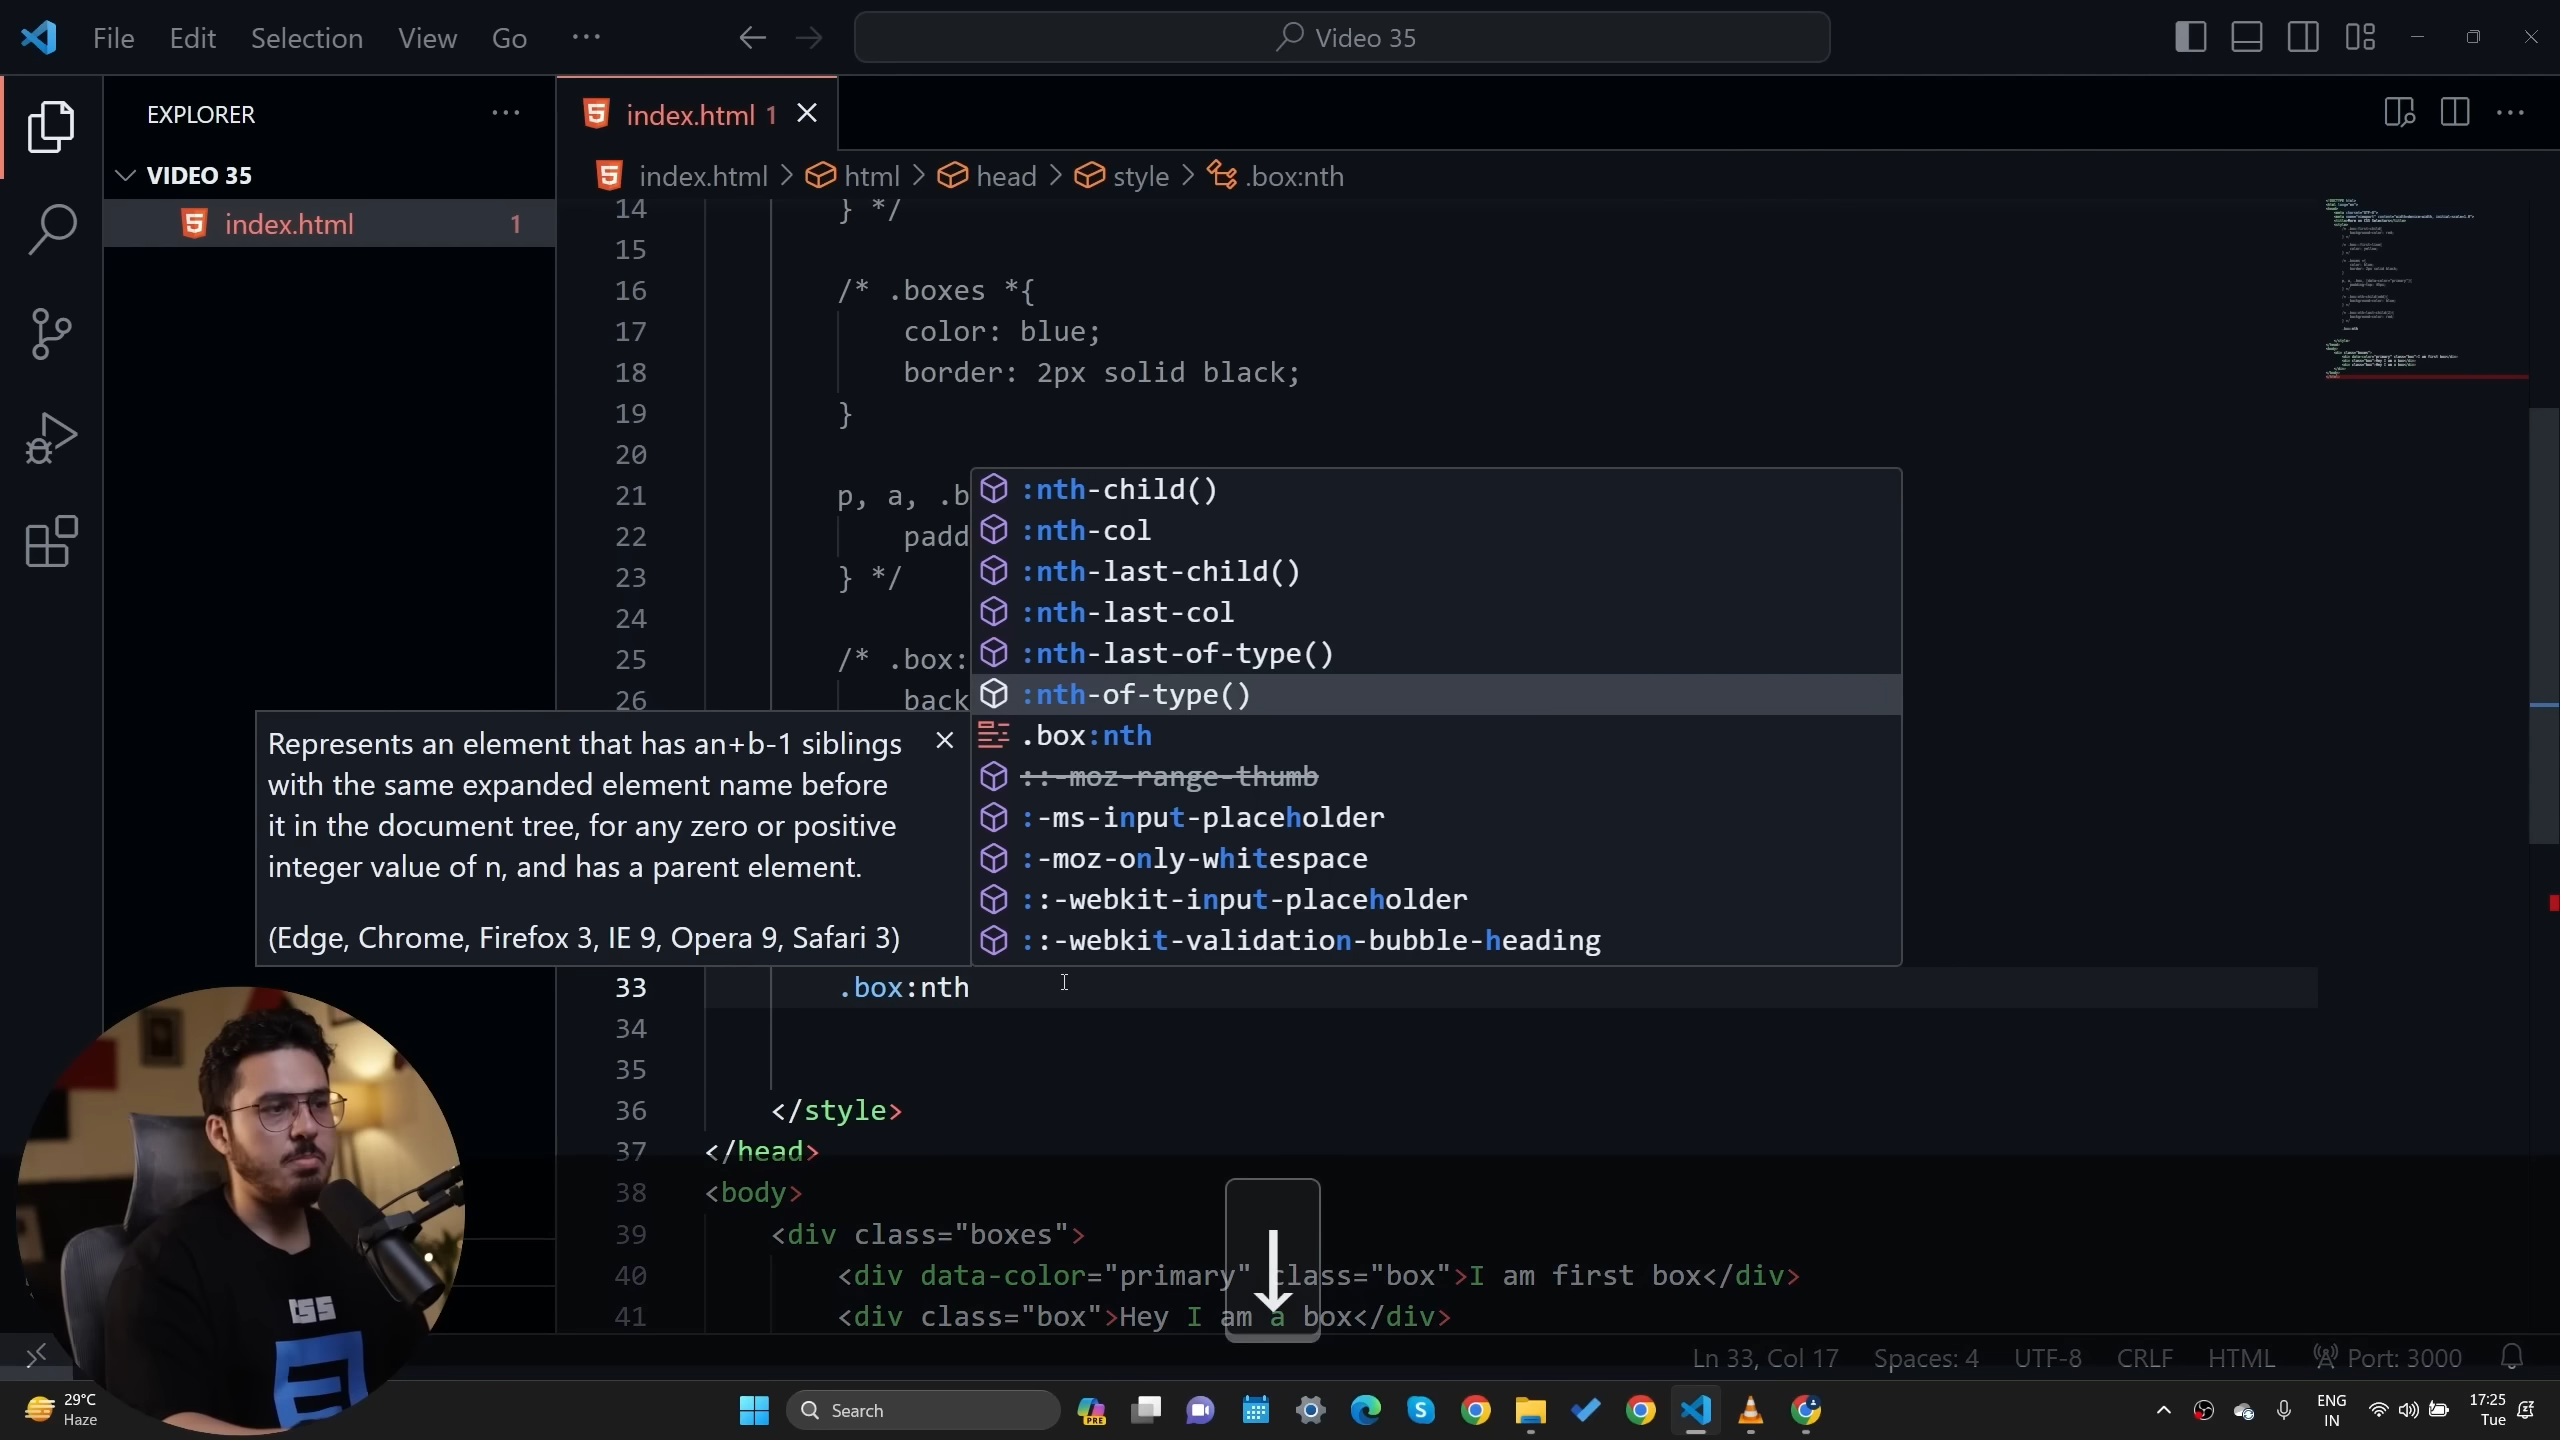 File Edit Selection View Go ··· Video 35
EXPLORER ···
VIDEO 35
index.html 1
index.html 1
index.html > html > head > style > .box:nth
14 } */
15
16 /* .boxes *{
17 color: blue;
18 border: 2px solid black;
19 }
20
21 p, a, .b
22 padd
23 } */
24
25 /* .box:
26 back
:nth-child()
:nth-col
:nth-last-child()
:nth-last-col
:nth-last-of-type()
:nth-of-type()
.box:nth
::-moz-range-thumb
:-ms-input-placeholder
:-moz-only-whitespace
::-webkit-input-placeholder
::-webkit-validation-bubble-heading
Represents an element that has an+b-1 siblings
with the same expanded element name before
it in the document tree, for any zero or positive
integer value of n, and has a parent element.
(Edge, Chrome, Firefox 3, IE 9, Opera 9, Safari 3)
33 .box:nth
34
35
36 </style>
37 </head>
38 <body>
39 <div class="boxes">
40 <div data-color="primary" class="box">I am first box</div>
41 <div class="box">Hey I am a box</div>
Ln 33, Col 17 Spaces: 4 UTF-8 CRLF HTML Port: 3000
29°C
Haze
Search
PRE
ENG
IN
17:25
Tue